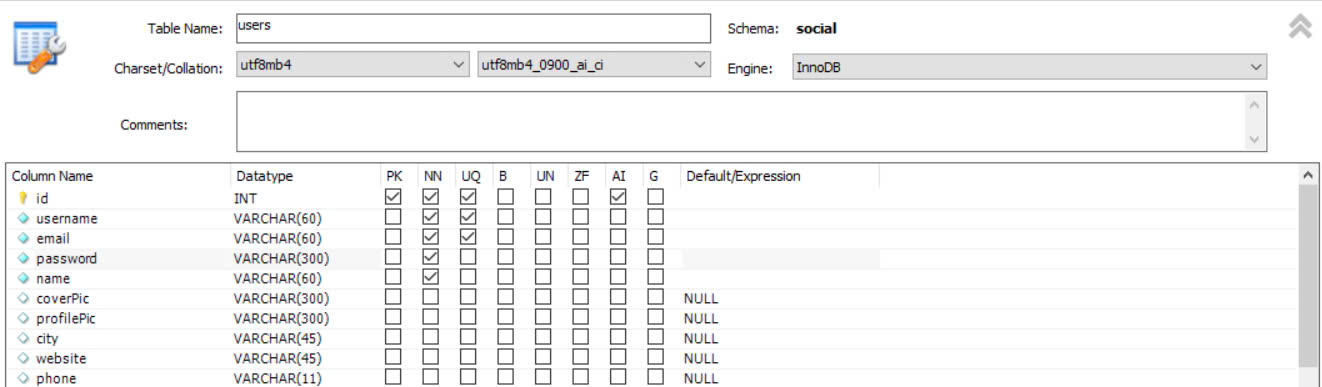 Table Name: users Schema: social
Charset/Collation: utf8mb4 utf8mb4_0900_ai_ci Engine: InnoDB
Comments:
Column Name Datatype PK NN UQ B UN ZF AI G Default/Expression
id INT
username VARCHAR(60)
email VARCHAR(60)
password VARCHAR(300)
name VARCHAR(60)
coverPic VARCHAR(300) NULL
profilePic VARCHAR(300) NULL
city VARCHAR(45) NULL
website VARCHAR(45) NULL
phone VARCHAR(11) NULL